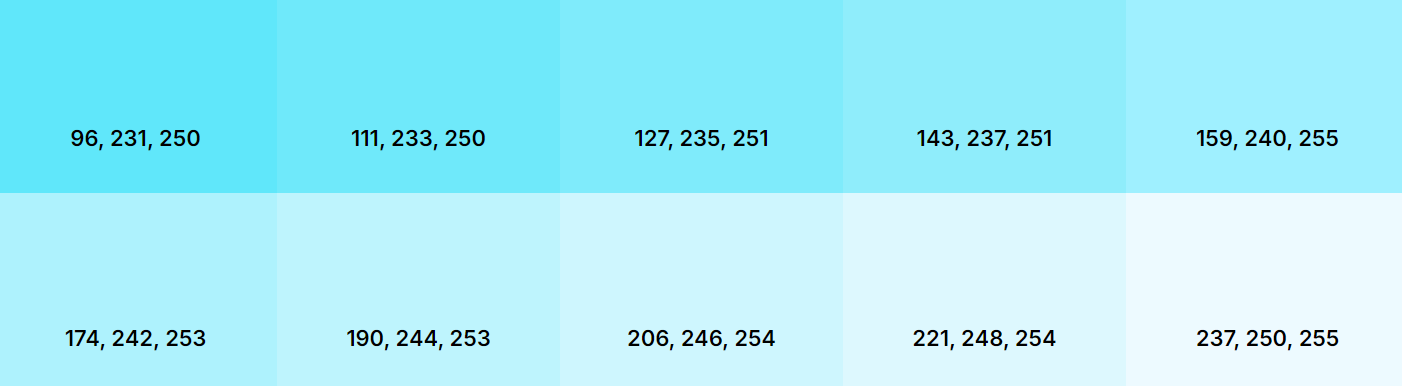 96, 231, 250
111, 233, 250
127, 235, 251
143, 237, 251
159, 240, 255
174, 242, 253
190, 244, 253
206, 246, 254
221, 248, 254
237, 250, 255